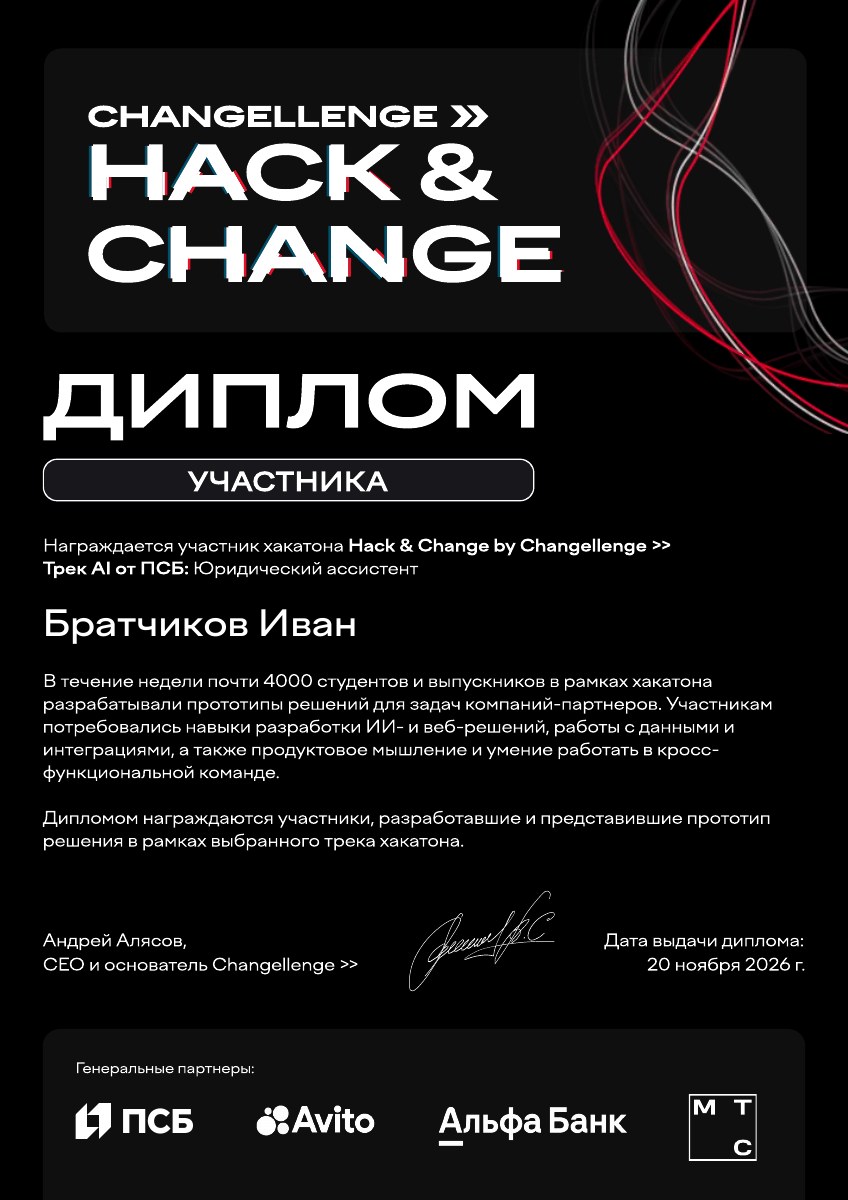 CHANGELLENGE >>
HACK &
CHANGE
ДИПЛОМ
УЧАСТНИКА
Награждается участник хакатона Hack & Change by Changellenge >>
Трек AI от ПСБ: Юридический ассистент
Братчиков Иван
В течение недели почти 4000 студентов и выпускников в рамках хакатона
разрабатывали прототипы решений для задач компаний-партнеров. Участникам
потребовались навыки разработки ИИ- и веб-решений, работы с данными и
интеграциями, а также продуктовое мышление и умение работать в кросс-
функциональной команде.
Дипломом награждаются участники, разработавшие и представившие прототип
решения в рамках выбранного трека хакатона.
Андрей Алясов,
CEO и основатель Changellenge >>
Дата выдачи диплома:
20 ноября 2026 г.
Генеральные партнеры:
ПСБ
Avito
Альфа Банк
МТС